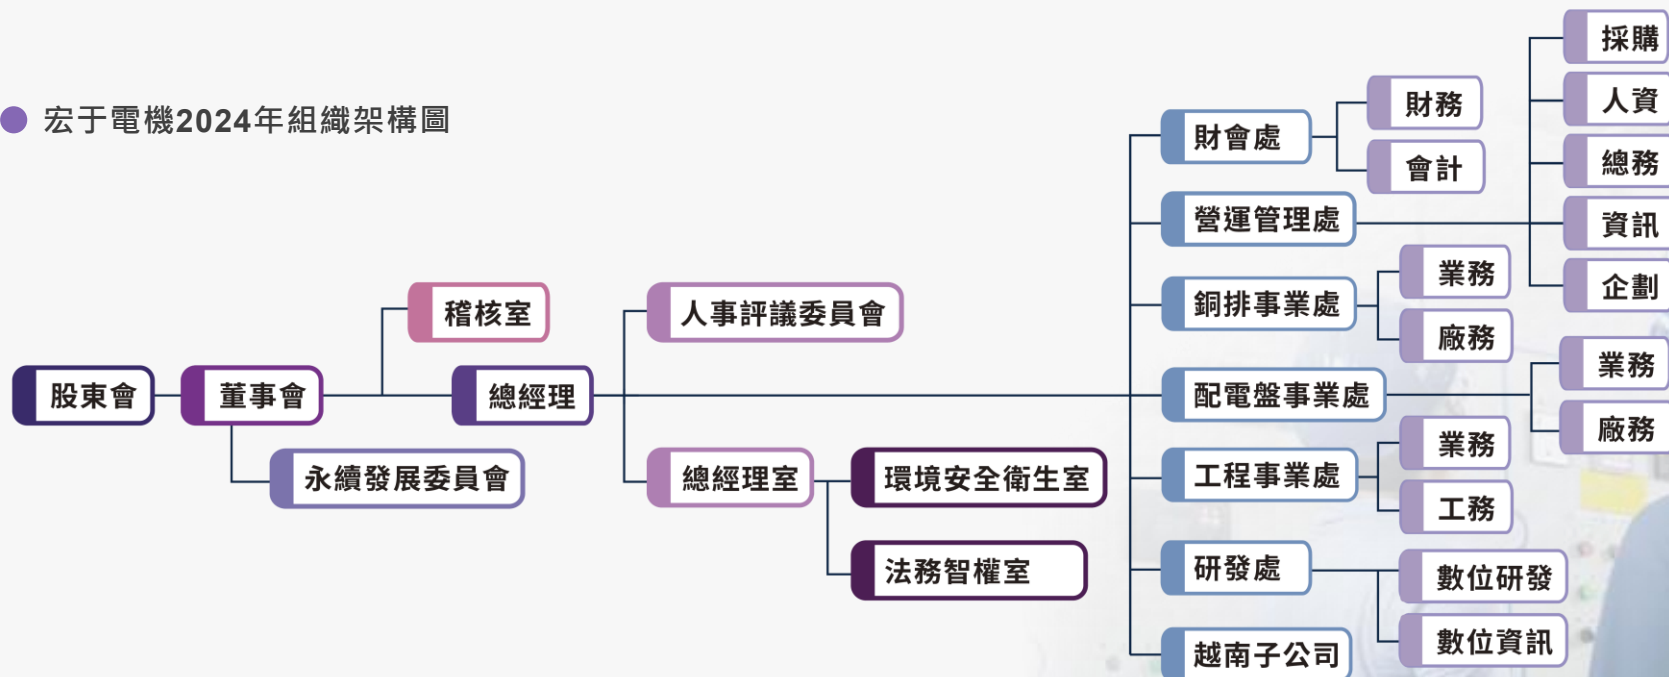 宏于電機2024年組織架構圖
股東會
董事會
永續發展委員會
稽核室
總經理
人事評議委員會
總經理室
環境安全衛生室
法務智權室
財會處
財務
會計
營運管理處
採購
人資
總務
資訊
企劃
銅排事業處
業務
廠務
配電盤事業處
業務
廠務
工程事業處
業務
工務
研發處
數位研發
數位資訊
越南子公司